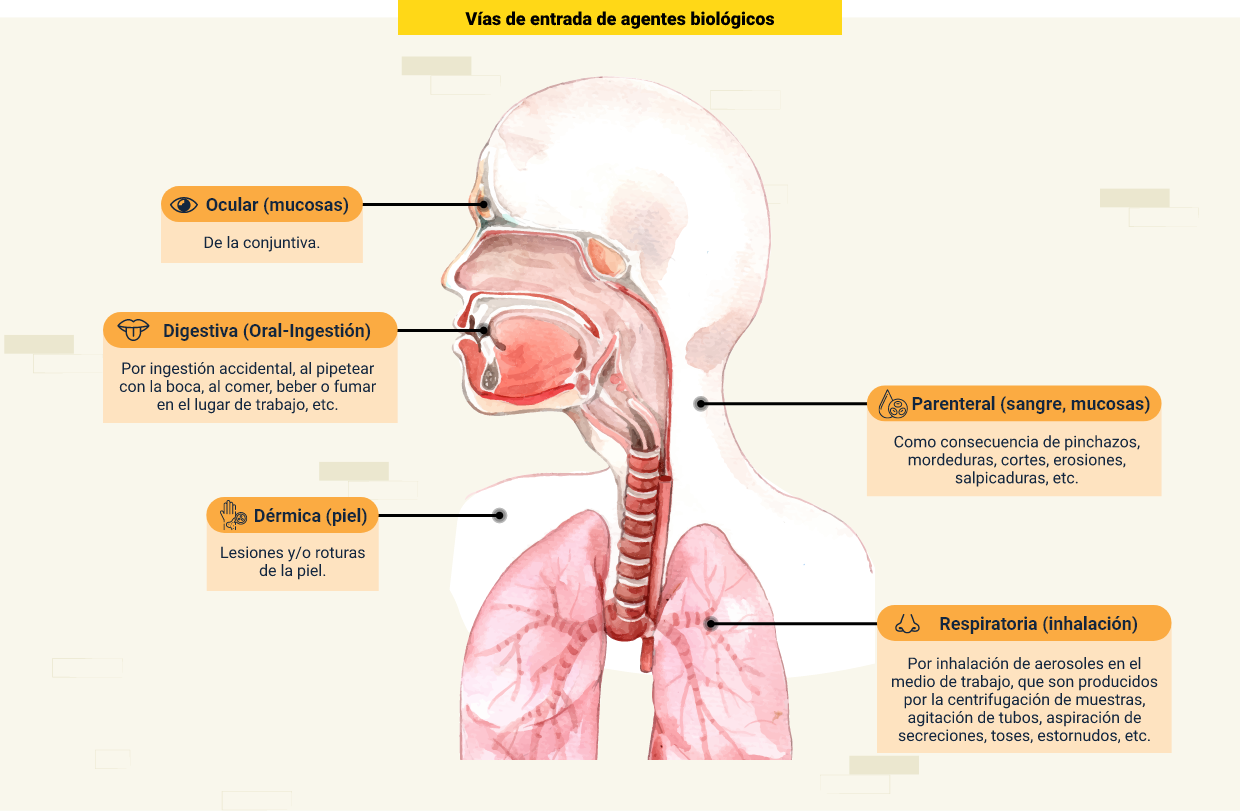 Vías de entrada de agentes biológicos
Ocular (mucosas)
De la conjuntiva.
Digestiva (Oral-Ingestión)
Por ingestión accidental, al pipetear
con la boca, al comer, beber o fumar
en el lugar de trabajo, etc.
Dérmica (piel)
Lesiones y/o roturas
de la piel.
Parenteral (sangre, mucosas)
Como consecuencia de pinchazos,
mordeduras, cortes, erosiones,
salpicaduras, etc.
Respiratoria (inhalación)
Por inhalación de aerosoles en el
medio de trabajo, que son producidos
por la centrifugación de muestras,
agitación de tubos, aspiración de
secreciones, toses, estornudos, etc.